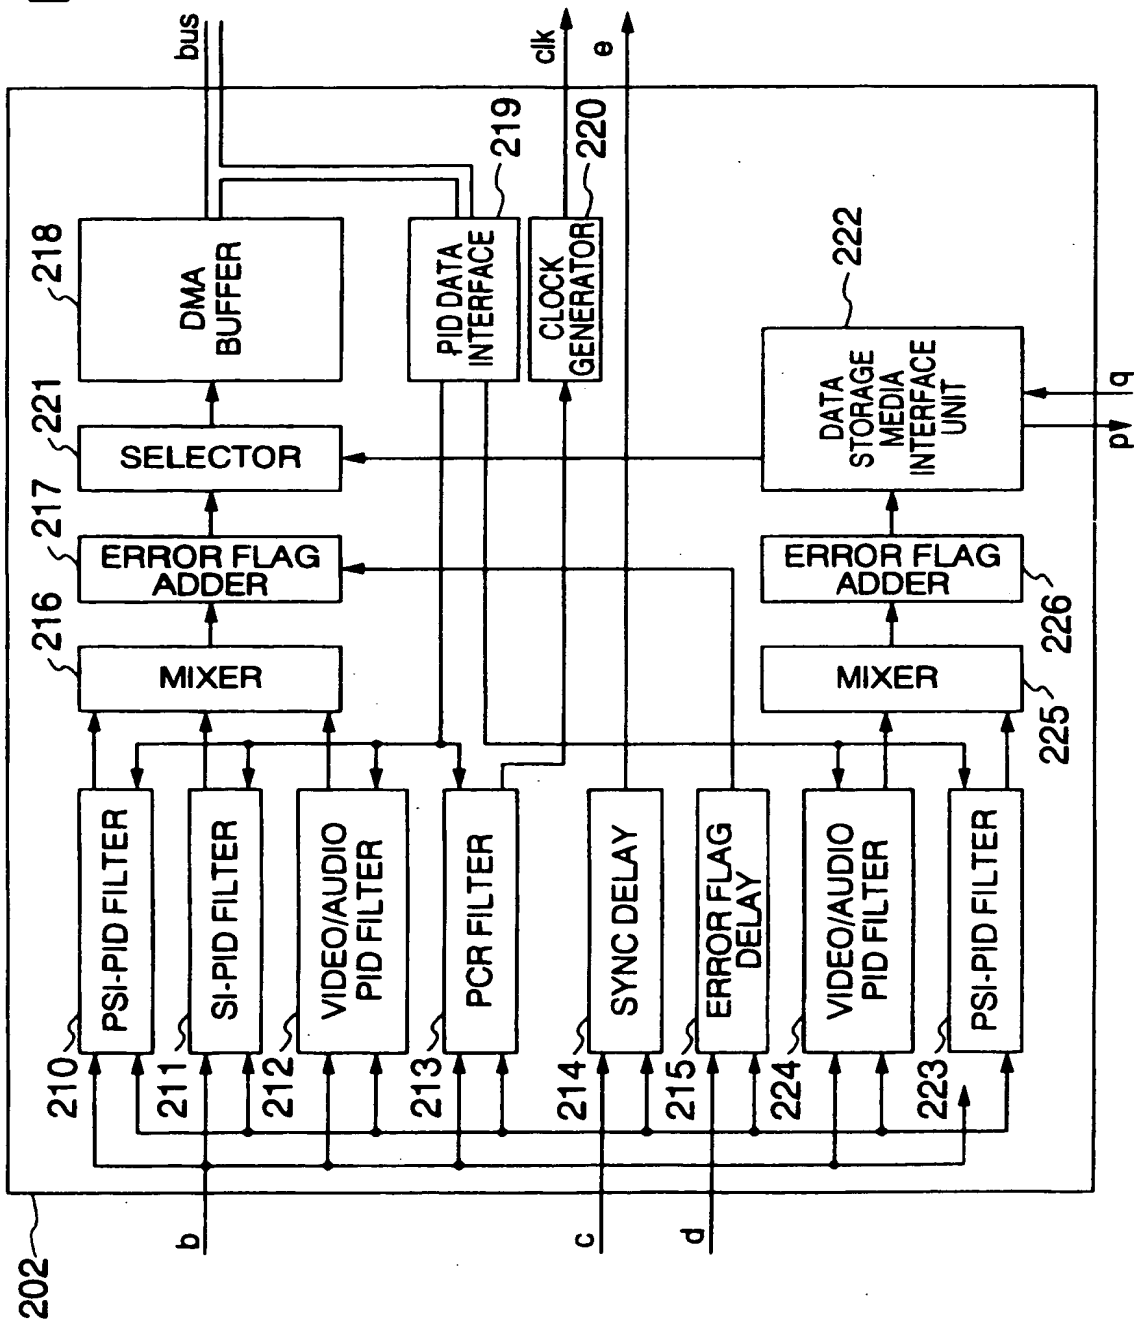 202
b
c
d
210
PSI-PID FILTER
211
SI-PID FILTER
212
VIDEO/AUDIO
PID FILTER
213
PCR FILTER
214
SYNC DELAY
215
ERROR FLAG
DELAY
224
VIDEO/AUDIO
PID FILTER
223
PSI-PID FILTER
216
MIXER
217
ERROR FLAG
ADDER
221
SELECTOR
218
DMA
BUFFER
PID DATA
INTERFACE
219
CLOCK
GENERATOR
220
225
MIXER
226
ERROR FLAG
ADDER
222
DATA
STORAGE
MEDIA
INTERFACE
UNIT
bus
clk
e
p
q